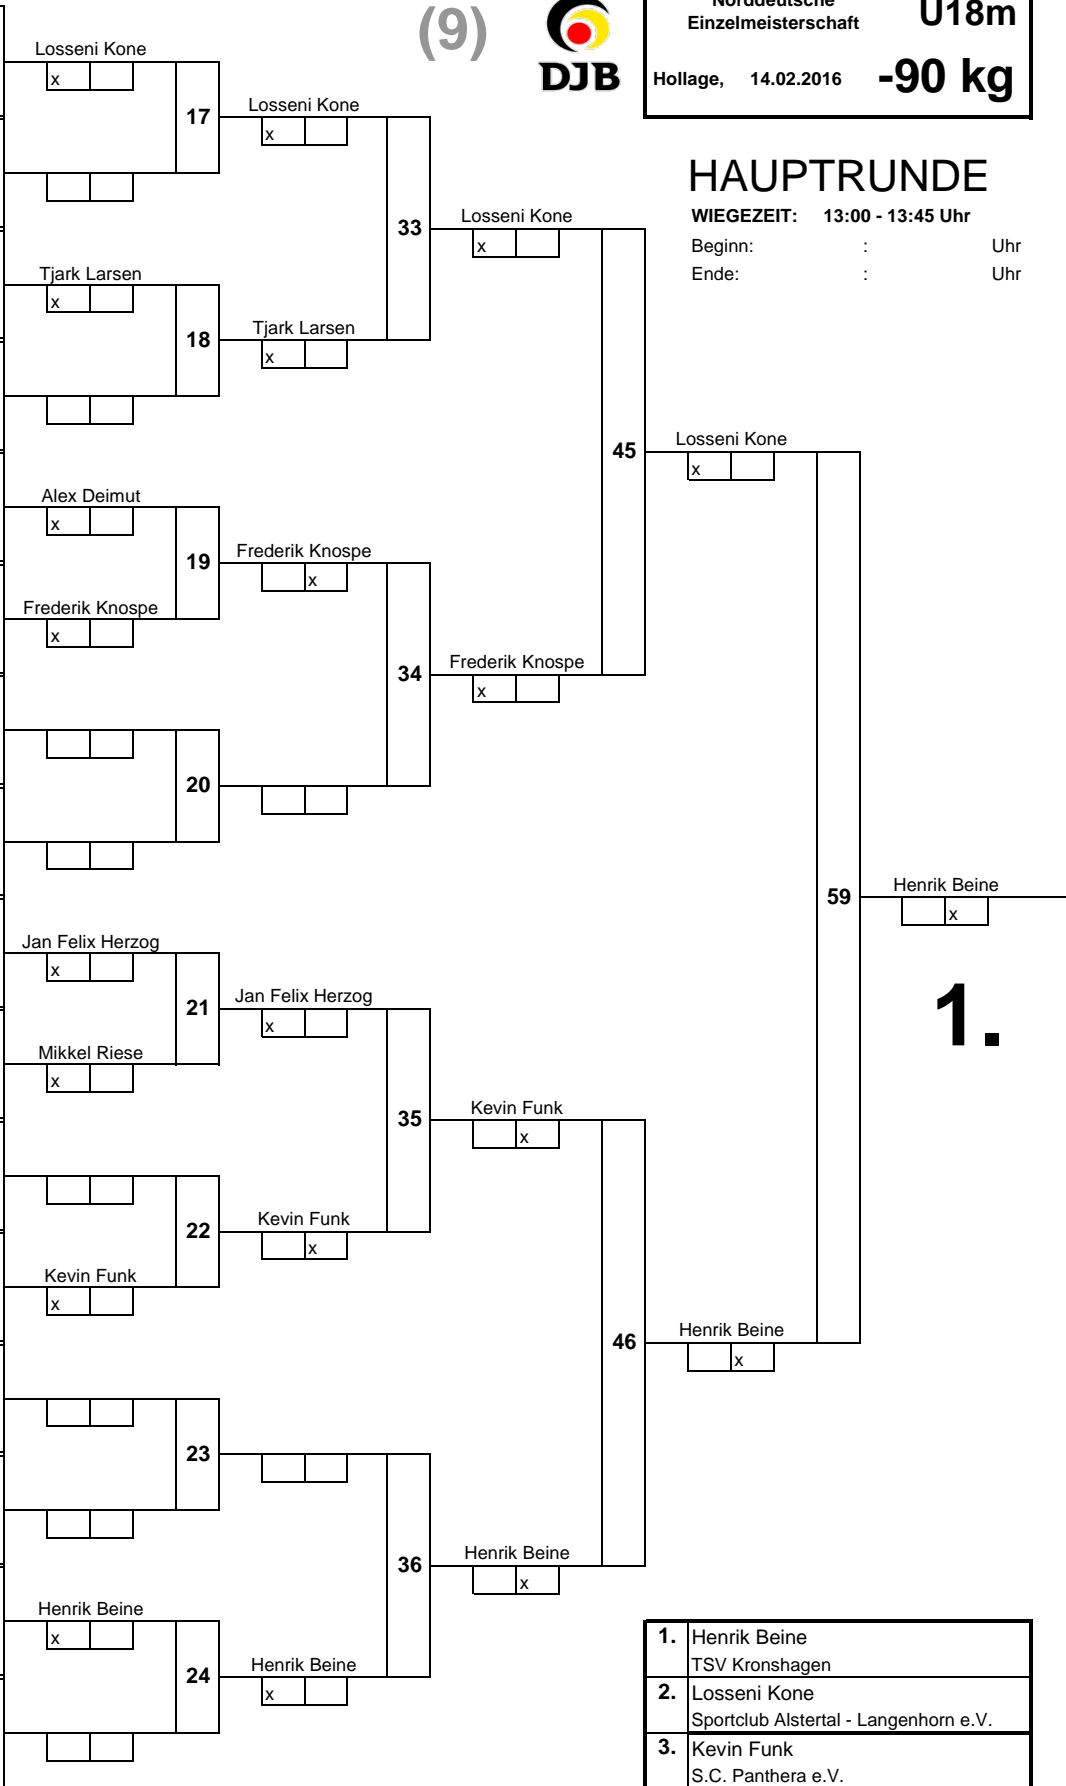 (9)
DJB
Norddeutsche
Einzelmeisterschaft
U18m
Hollage, 14.02.2016 -90 kg
HAUPTRUNDE
WIEGEZEIT: 13:00 - 13:45 Uhr
Beginn: : Uhr
Ende: : Uhr
Losseni Kone
x
17
Losseni Kone
x
33
Losseni Kone
x
Tjark Larsen
x
18
Tjark Larsen
x
45
Losseni Kone
x
Alex Deimut
x
19
Frederik Knospe
x
Frederik Knospe
x
34
Frederik Knospe
x
20
59
Henrik Beine
x
1.
Jan Felix Herzog
x
21
Jan Felix Herzog
x
Mikkel Riese
x
35
Kevin Funk
x
22
Kevin Funk
x
Kevin Funk
x
46
Henrik Beine
x
23
36
Henrik Beine
x
Henrik Beine
x
24
Henrik Beine
x
1. Henrik Beine
TSV Kronshagen
2. Losseni Kone
Sportclub Alstertal - Langenhorn e.V.
3. Kevin Funk
S.C. Panthera e.V.